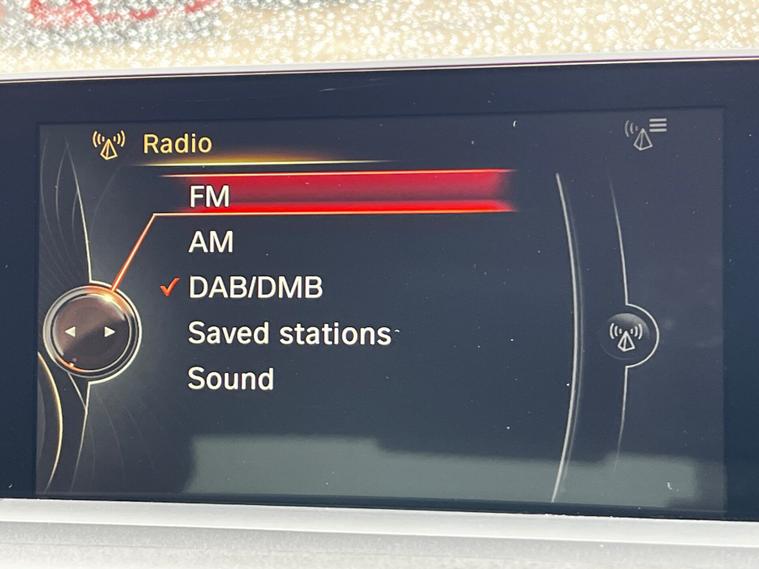 Radio
FM
AM
DAB/DMB
Saved stations
Sound